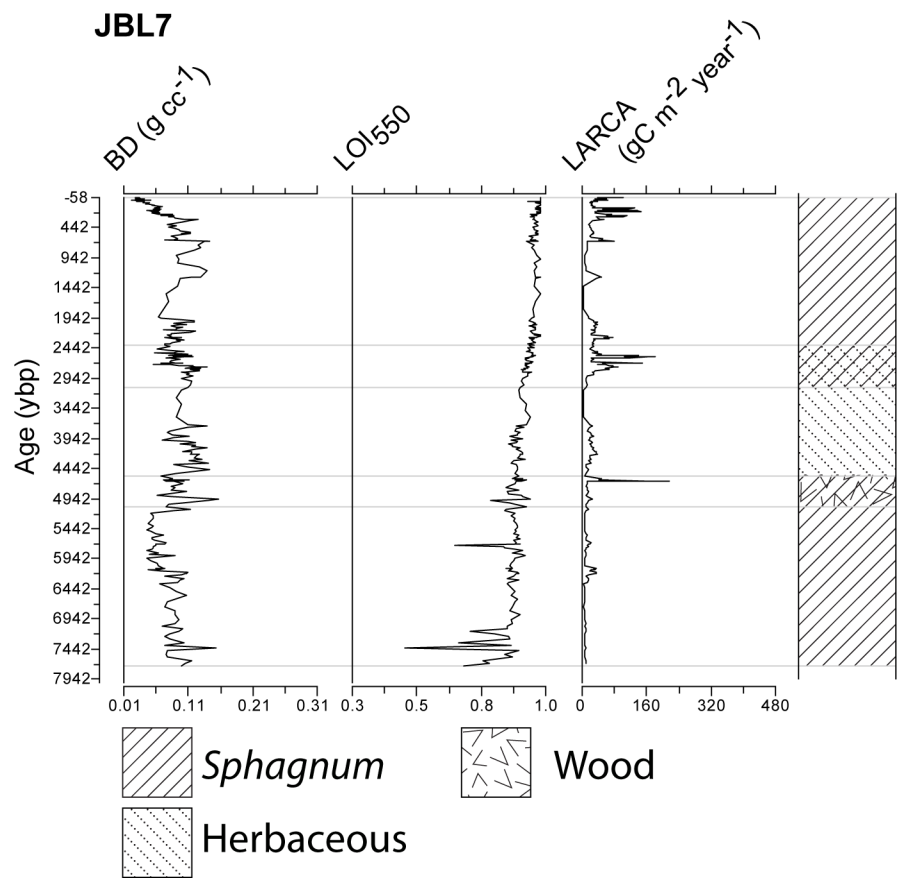 JBL7
BD (g cc-1)
LOI550
LARCA
(gC m-2 year-1)
Age (ybp)
-58
442
942
1442
1942
2442
2942
3442
3942
4442
4942
5442
5942
6442
6942
7442
7942
0.01 0.11 0.21 0.31 0.3 0.5 0.8 1.0 0 160 320 480
Sphagnum Wood
Herbaceous